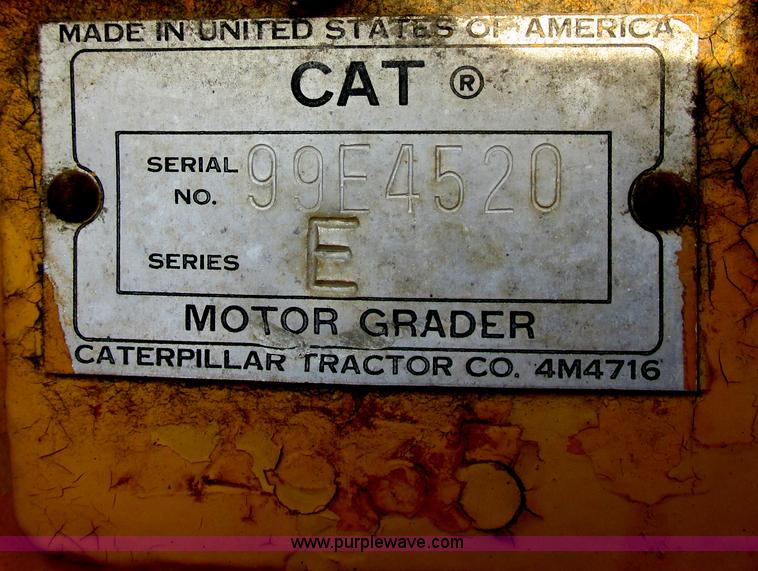 MADE IN UNITED STATES OF AMERICA
CAT ®
SERIAL NO. 99E4520
SERIES E
MOTOR GRADER
CATERPILLAR TRACTOR CO. 4M4716
www.purplewave.com